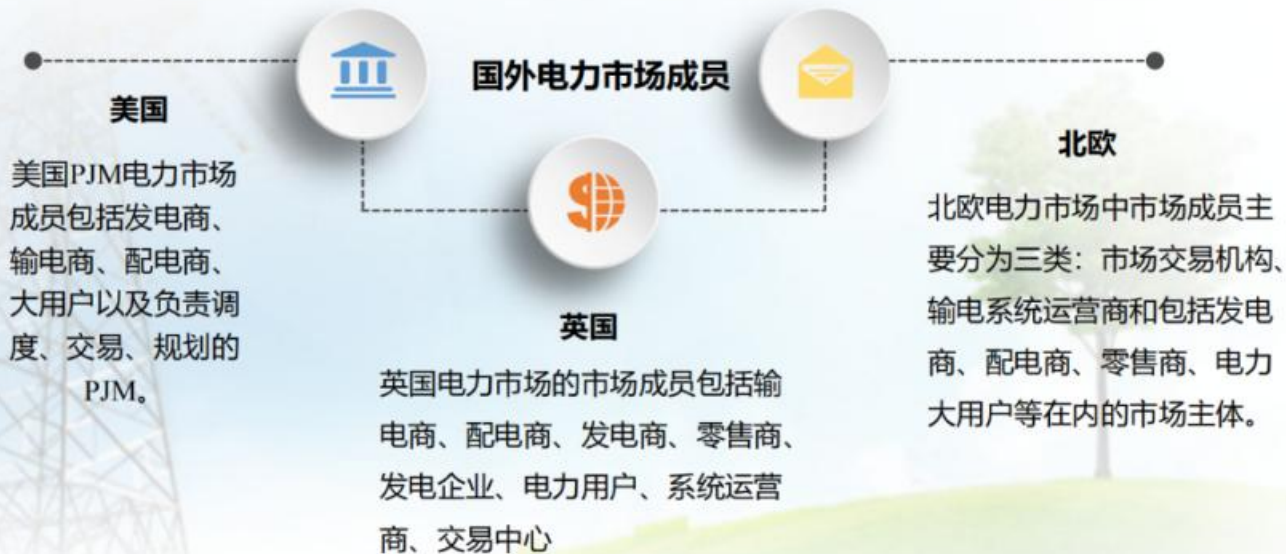 国外电力市场成员
美国
美国PJM电力市场
成员包括发电商、
输电商、配电商、
大用户以及负责调
度、交易、规划的
PJM。
英国
英国电力市场的市场成员包括输
电商、配电商、发电商、零售商、
发电企业、电力用户、系统运营
商、交易中心
北欧
北欧电力市场中市场成员主
要分为三类：市场交易机构、
输电系统运营商和包括发电
商、配电商、零售商、电力
大用户等在内的市场主体。